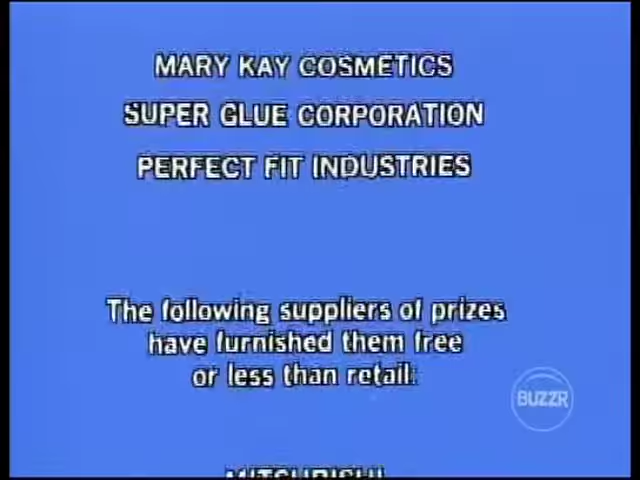 MARY KAY COSMETICS
SUPER GLUE CORPORATION
PERFECT FIT INDUSTRIES
The following suppliers of prizes
have furnished them free
or less than retail:
BUZZR
MITSUBISHI